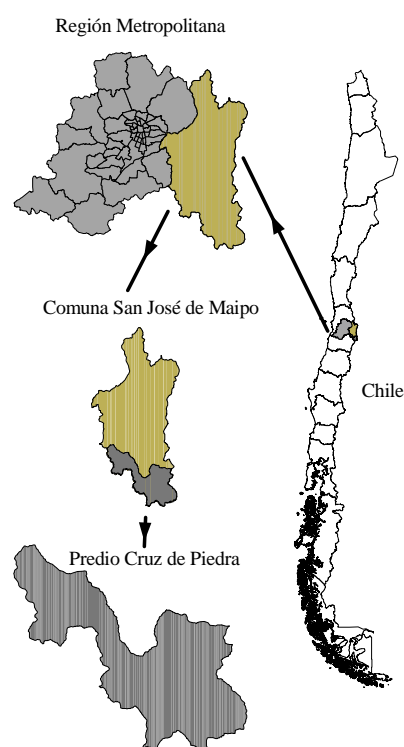 Región Metropolitana
Comuna San José de Maipo
Chile
Predio Cruz de Piedra